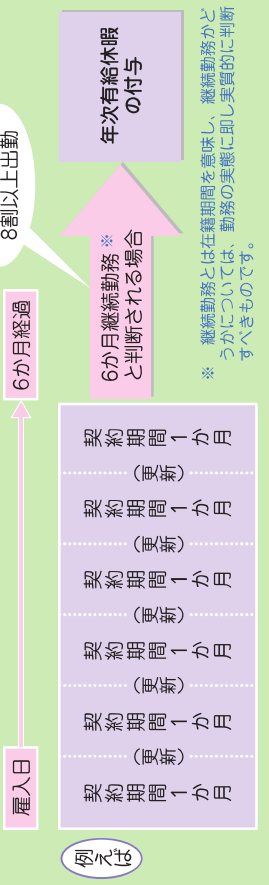 例えば
雇入日
6か月経過
8割以上出勤
契約期間1か月
（更新）
契約期間1か月
（更新）
契約期間1か月
（更新）
契約期間1か月
（更新）
契約期間1か月
（更新）
契約期間1か月
6か月継続勤務※
と判断される場合
年次有給休暇
の付与
※ 継続勤務とは在籍期間を意味し、継続勤務かど
うかについては、勤務の実態に即し実質的に判断
すべきものです。